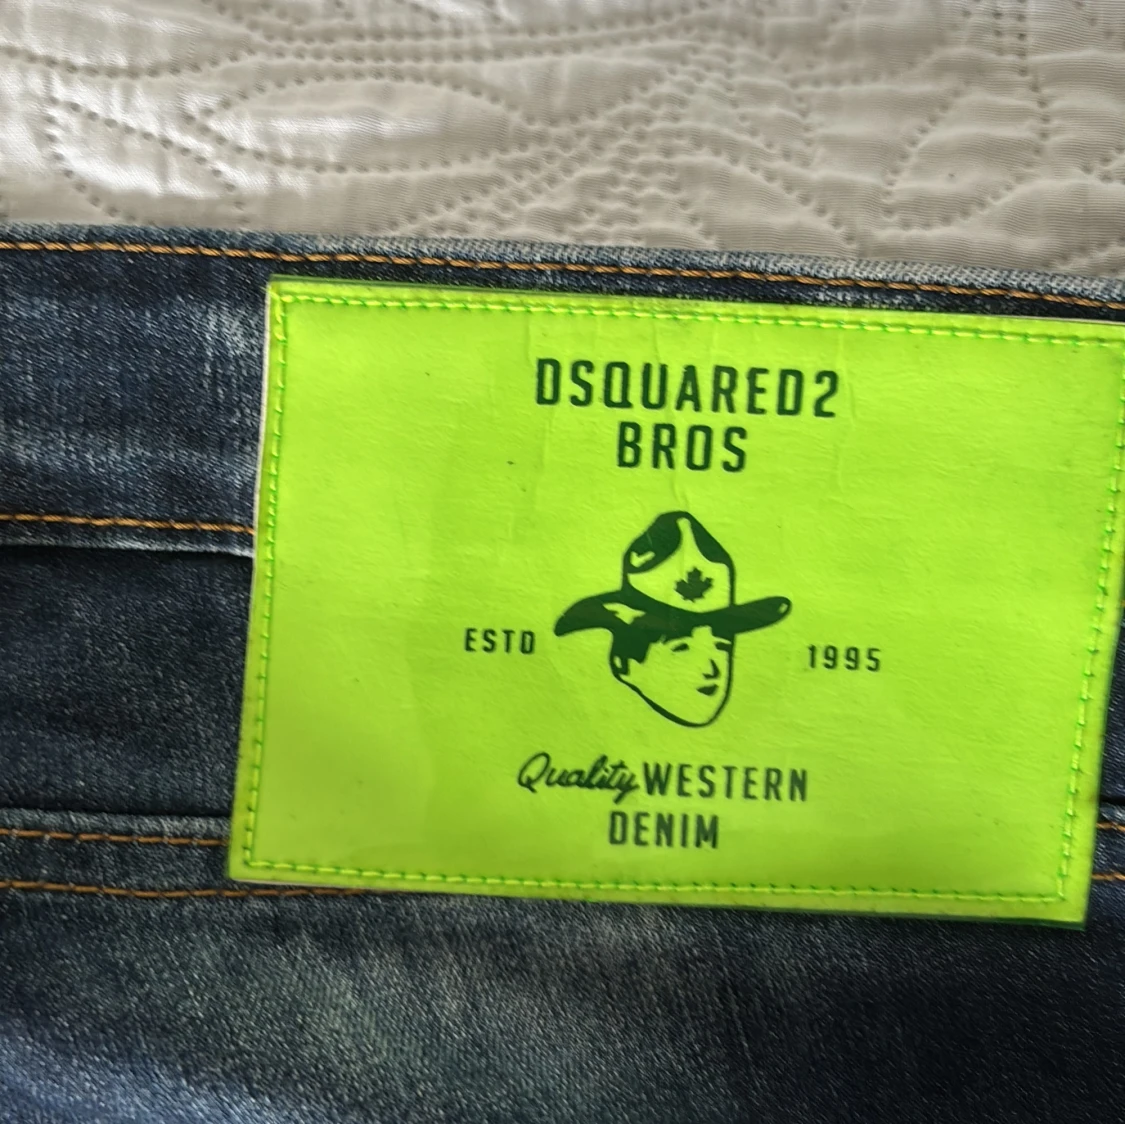 DSQUARED2
BROS
ESTD 1995
Quality WESTERN
DENIM